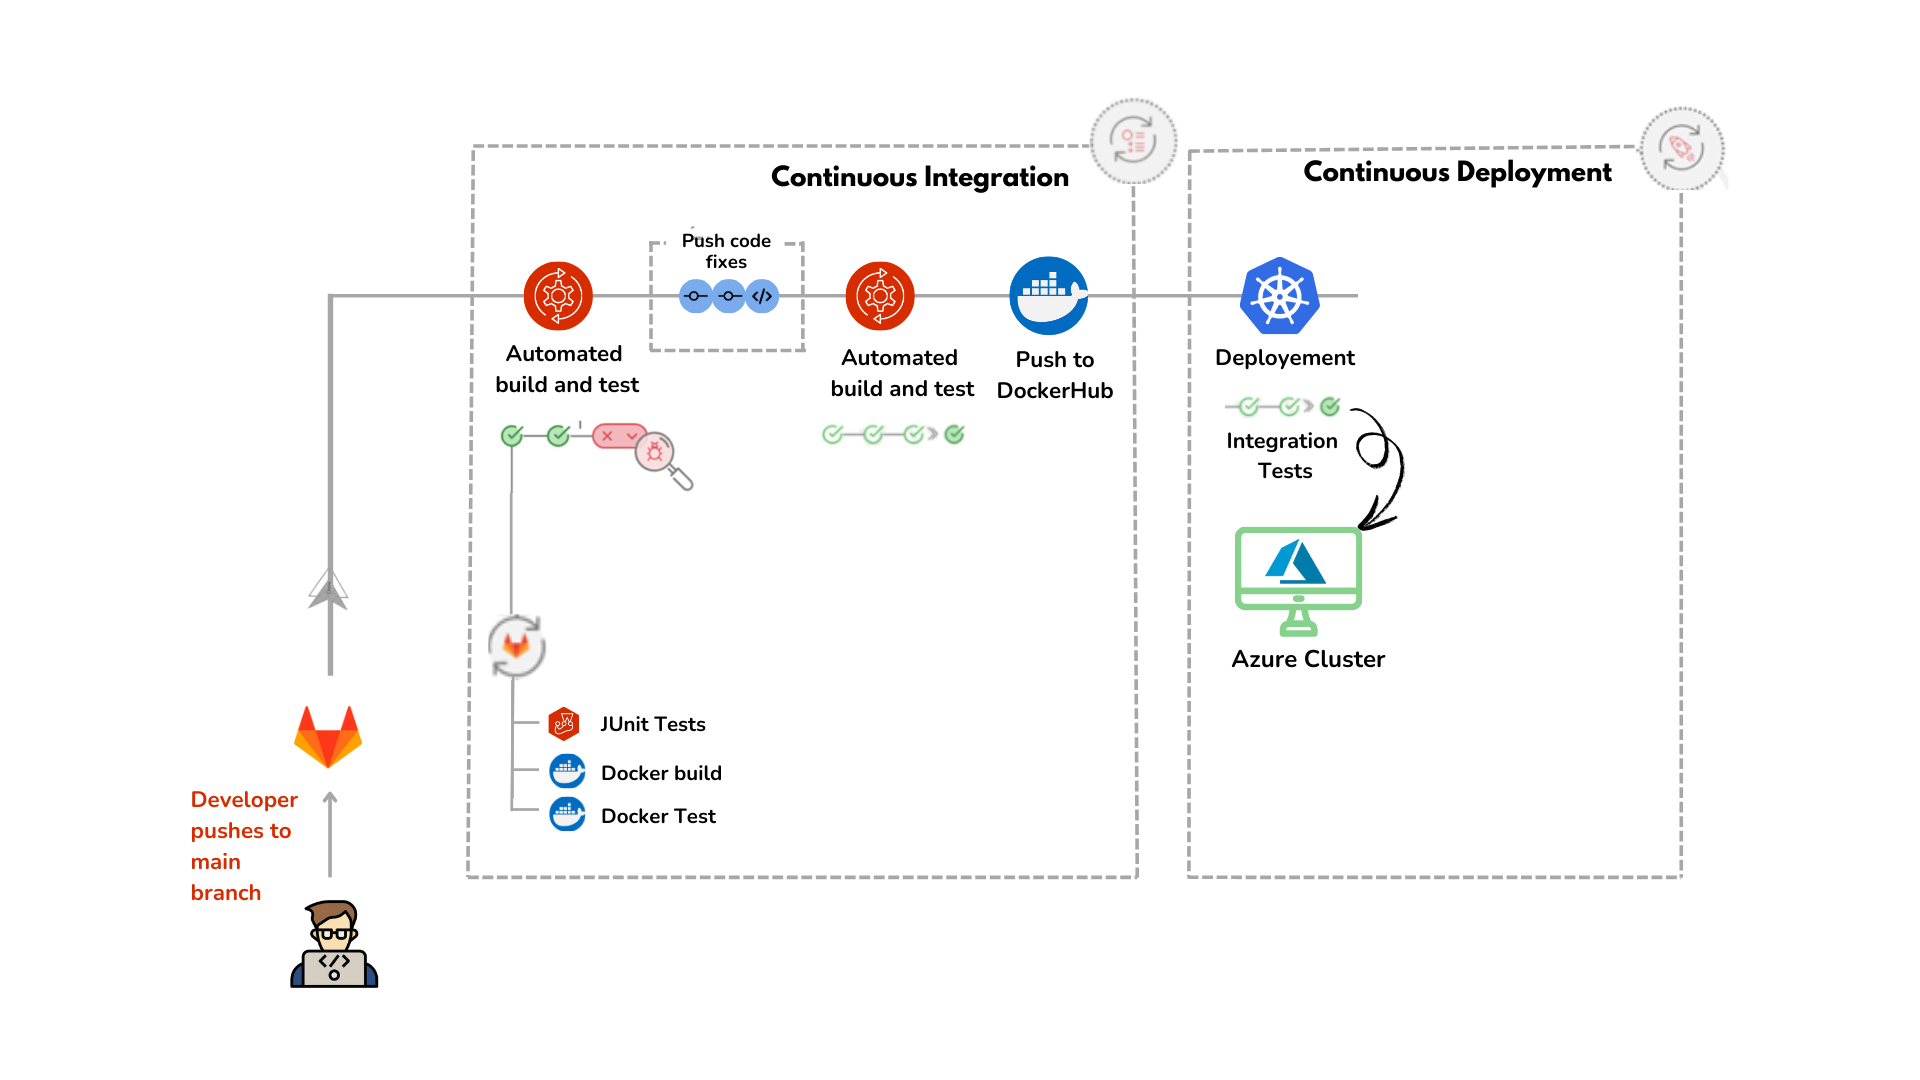 Continuous Integration
Continuous Deployment
Push code
fixes
Automated
build and test
Automated
build and test
Push to
DockerHub
Deployement
Integration
Tests
Azure Cluster
JUnit Tests
Docker build
Docker Test
Developer
pushes to
main
branch